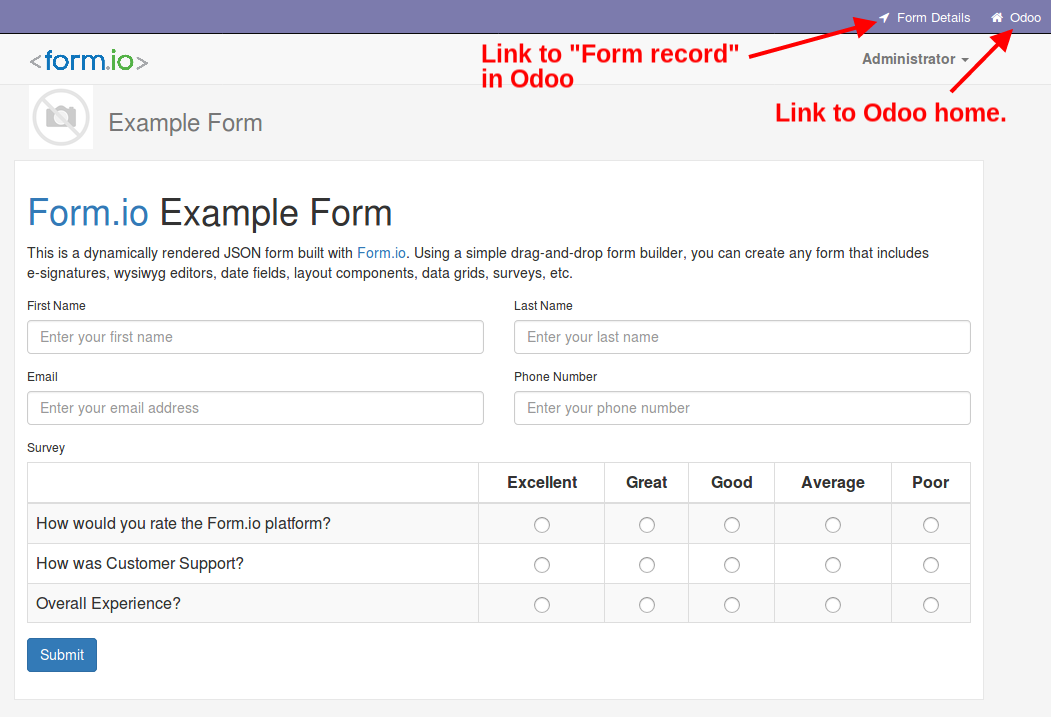 Form Details Odoo
Link to "Form record"
in Odoo
<form.io>
Administrator
Link to Odoo home.
Example Form
Form.io Example Form
This is a dynamically rendered JSON form built with Form.io. Using a simple drag-and-drop form builder, you can create any form that includes
e-signatures, wysiwyg editors, date fields, layout components, data grids, surveys, etc.
First Name Last Name
Enter your first name Enter your last name
Email Phone Number
Enter your email address Enter your phone number
Survey
Excellent Great Good Average Poor
How would you rate the Form.io platform?
How was Customer Support?
Overall Experience?
Submit